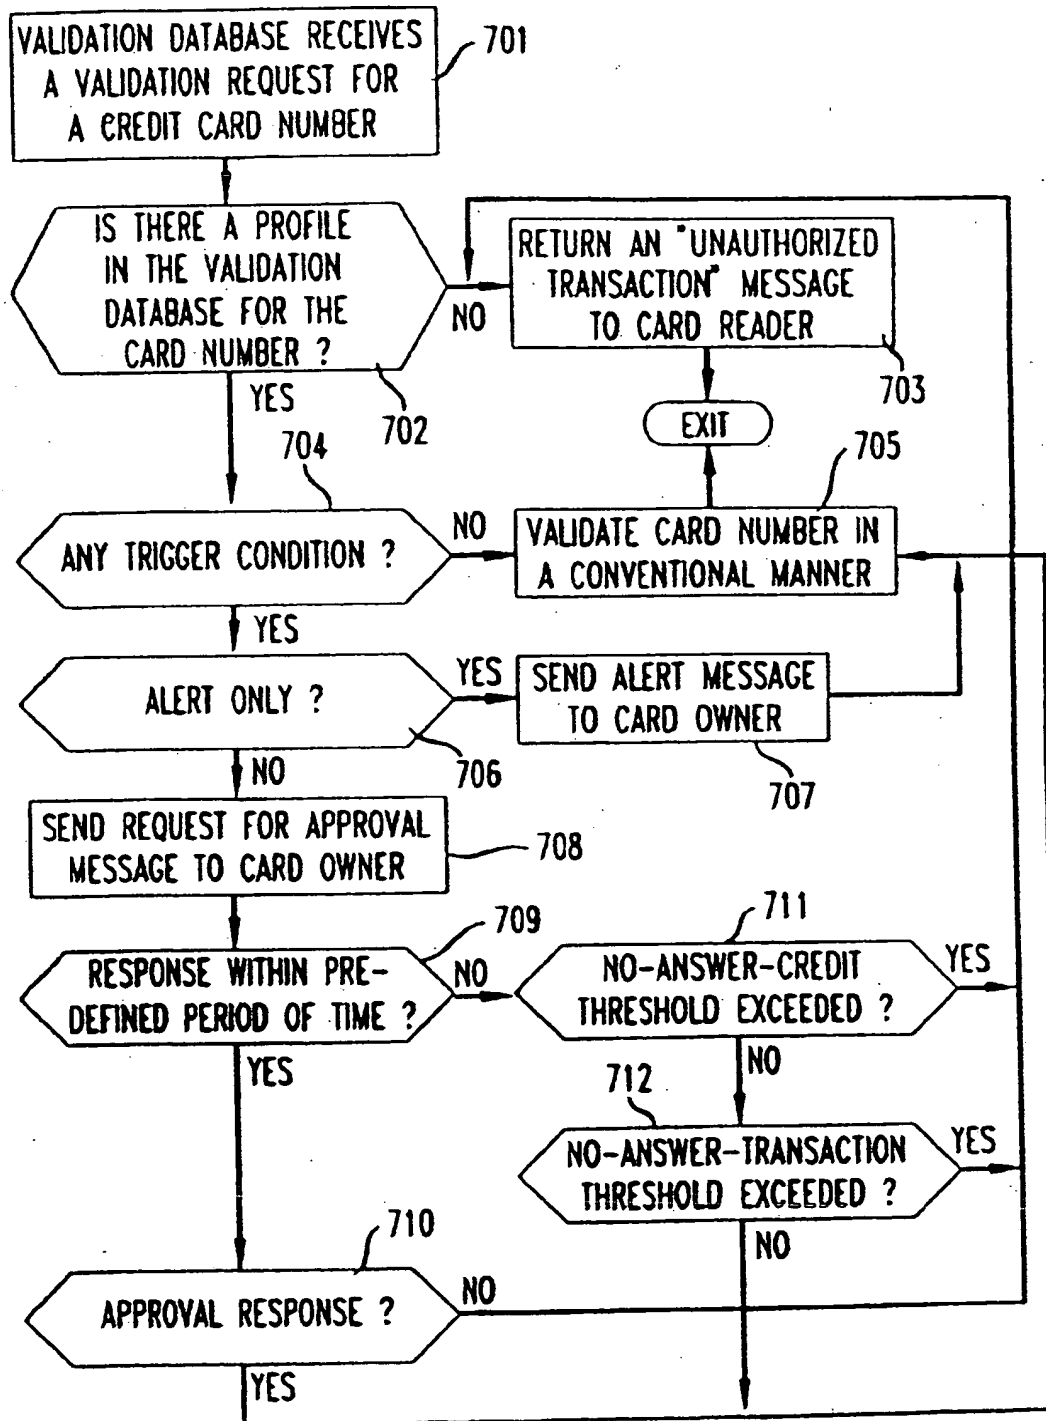 VALIDATION DATABASE RECEIVES
A VALIDATION REQUEST FOR
A CREDIT CARD NUMBER
701
IS THERE A PROFILE
IN THE VALIDATION
DATABASE FOR THE
CARD NUMBER ?
702
NO
RETURN AN "UNAUTHORIZED
TRANSACTION" MESSAGE
TO CARD READER
703
YES
EXIT
704
705
ANY TRIGGER CONDITION ?
NO
VALIDATE CARD NUMBER IN
A CONVENTIONAL MANNER
YES
ALERT ONLY ?
706
YES
SEND ALERT MESSAGE
TO CARD OWNER
707
NO
SEND REQUEST FOR APPROVAL
MESSAGE TO CARD OWNER
708
709
RESPONSE WITHIN PRE-
DEFINED PERIOD OF TIME ?
NO
711
NO-ANSWER-CREDIT
THRESHOLD EXCEEDED ?
YES
YES
NO
712
NO-ANSWER-TRANSACTION
THRESHOLD EXCEEDED ?
YES
NO
710
APPROVAL RESPONSE ?
NO
YES